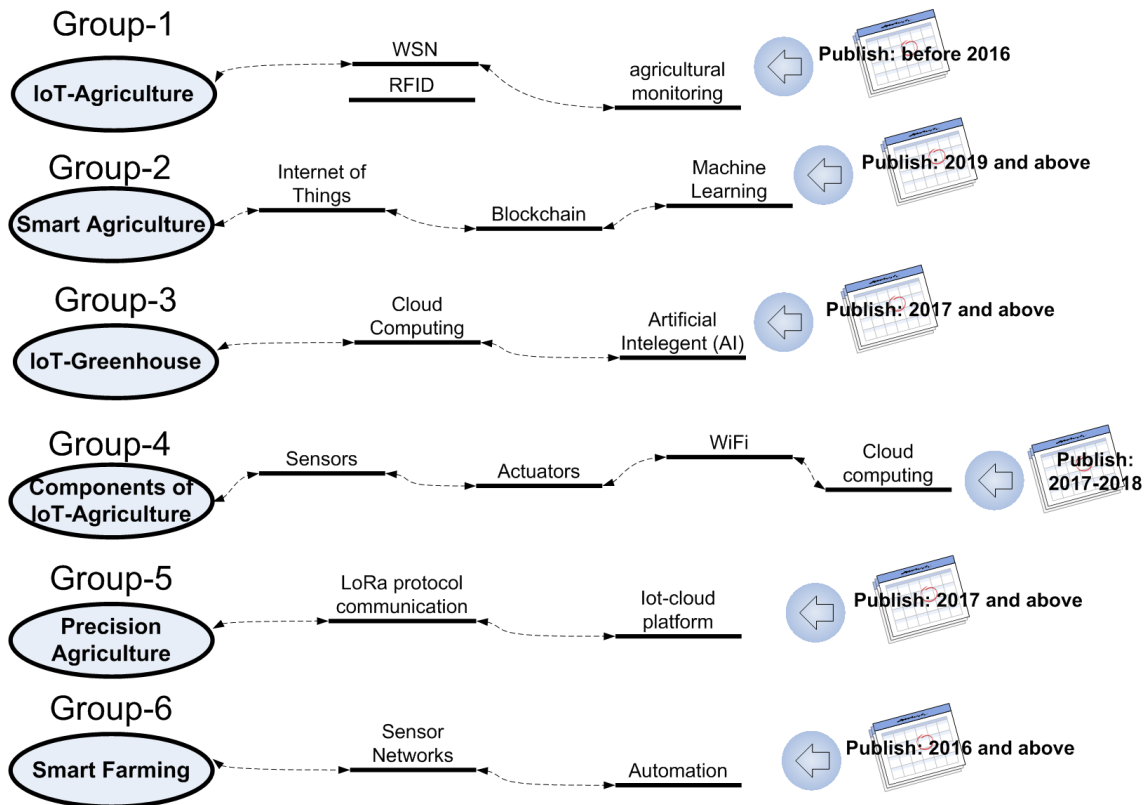 Group-1
IoT-Agriculture
WSN
RFID
agricultural
monitoring
Publish: before 2016
Group-2
Smart Agriculture
Internet of
Things
Blockchain
Machine
Learning
Publish: 2019 and above
Group-3
IoT-Greenhouse
Cloud
Computing
Artificial
Intelegent (AI)
Publish: 2017 and above
Group-4
Components of
IoT-Agriculture
Sensors
Actuators
WiFi
Cloud
computing
Publish:
2017-2018
Group-5
Precision
Agriculture
LoRa protocol
communication
Iot-cloud
platform
Publish: 2017 and above
Group-6
Smart Farming
Sensor
Networks
Automation
Publish: 2016 and above